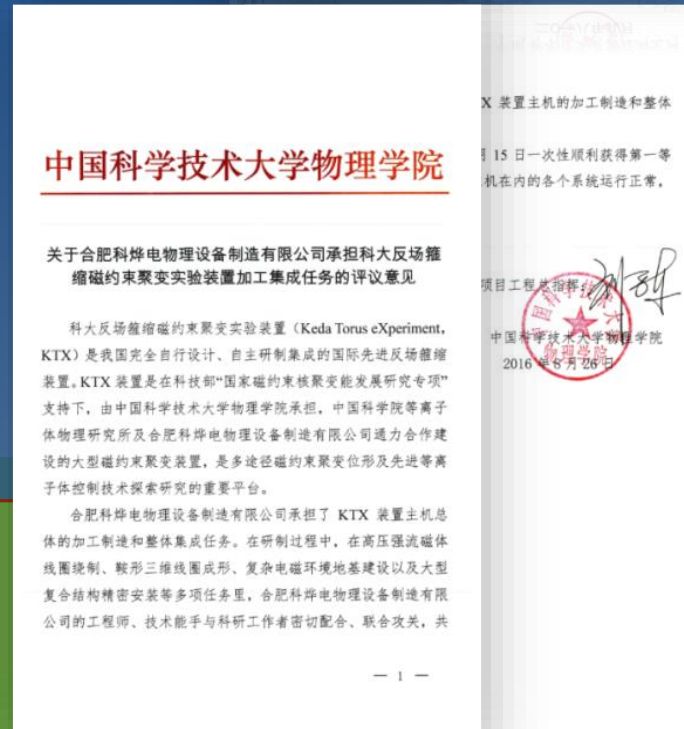 中国科学技术大学物理学院
关于合肥科烨电物理设备制造有限公司承担科大反场箍
缩磁约束聚变实验装置加工集成任务的评议意见
科大反场箍缩磁约束聚变实验装置（Keda Torus eXperiment,
KTX）是我国完全自行设计、自主研制集成的国际先进反场箍缩
装置。KTX 装置是在科技部“国家磁约束核聚变能发展研究专项”
支持下，由中国科学技术大学物理学院承担，中国科学院等离子
体物理研究所及合肥科烨电物理设备制造有限公司通力合作建
设的大型磁约束聚变装置，是多途径磁约束聚变位形及先进等离
子体控制技术探索研究的重要平台。
合肥科烨电物理设备制造有限公司承担了 KTX 装置主机总
体的加工制造和整体集成任务。在研制过程中，在高压强流磁体
线圈绕制、鞍形三维线圈成形、复杂电磁环境地基建设以及大型
复合结构精密安装等多项任务里，合肥科烨电物理设备制造有限
公司的工程师、技术能手与科研工作者密切配合、联合攻关，共
— 1 —
X 装置主机的加工制造和整体
月 15 日一次性顺利获得第一等
机在内的各个系统运行正常。
项目工程总指挥：
中国科学技术大学物理学院
2016 年 8 月 26 日
物理学院